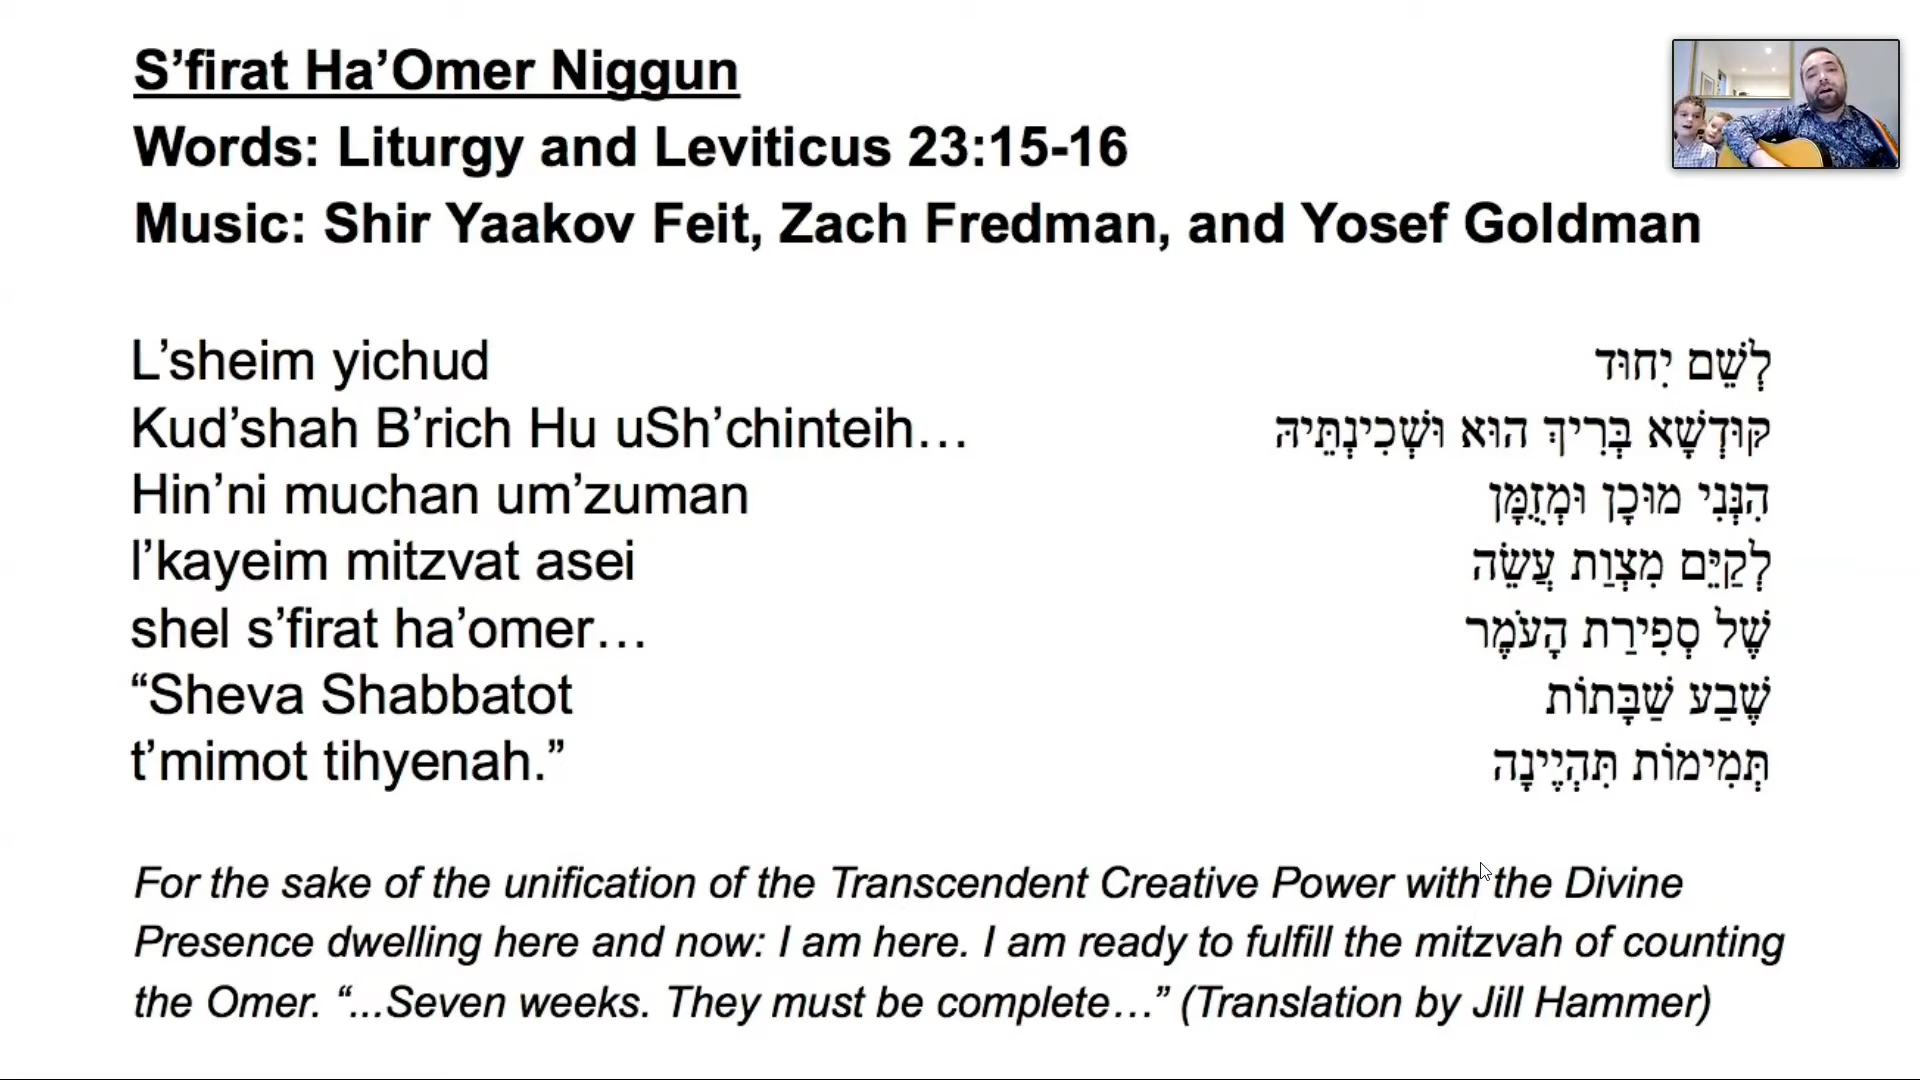 S’firat Ha’Omer Niggun
Words: Liturgy and Leviticus 23:15-16
Music: Shir Yaakov Feit, Zach Fredman, and Yosef Goldman
L’sheim yichud
לְשֵׁם יִחוּד
Kud’shah B’rich Hu uSh’chinteih…
קוּדְשָׁא בְּרִיךְ הוּא וּשְׁכִינְתֵּיהּ
Hin’ni muchan um’zuman
הִנְּנִי מוּכָן וּמְזֻמָּן
l’kayeim mitzvat asei
לְקַיֵּם מִצְוַת עֲשֵׂה
shel s’firat ha’omer…
שֶׁל סְפִירַת הָעֹמֶר
“Sheva Shabbatot
שֶׁבַע שַׁבָּתוֹת
t’mimot tihyenah.”
תְּמִימוֹת תִּהְיֶינָה
For the sake of the unification of the Transcendent Creative Power with the Divine
Presence dwelling here and now: I am here. I am ready to fulfill the mitzvah of counting
the Omer. “...Seven weeks. They must be complete…” (Translation by Jill Hammer)